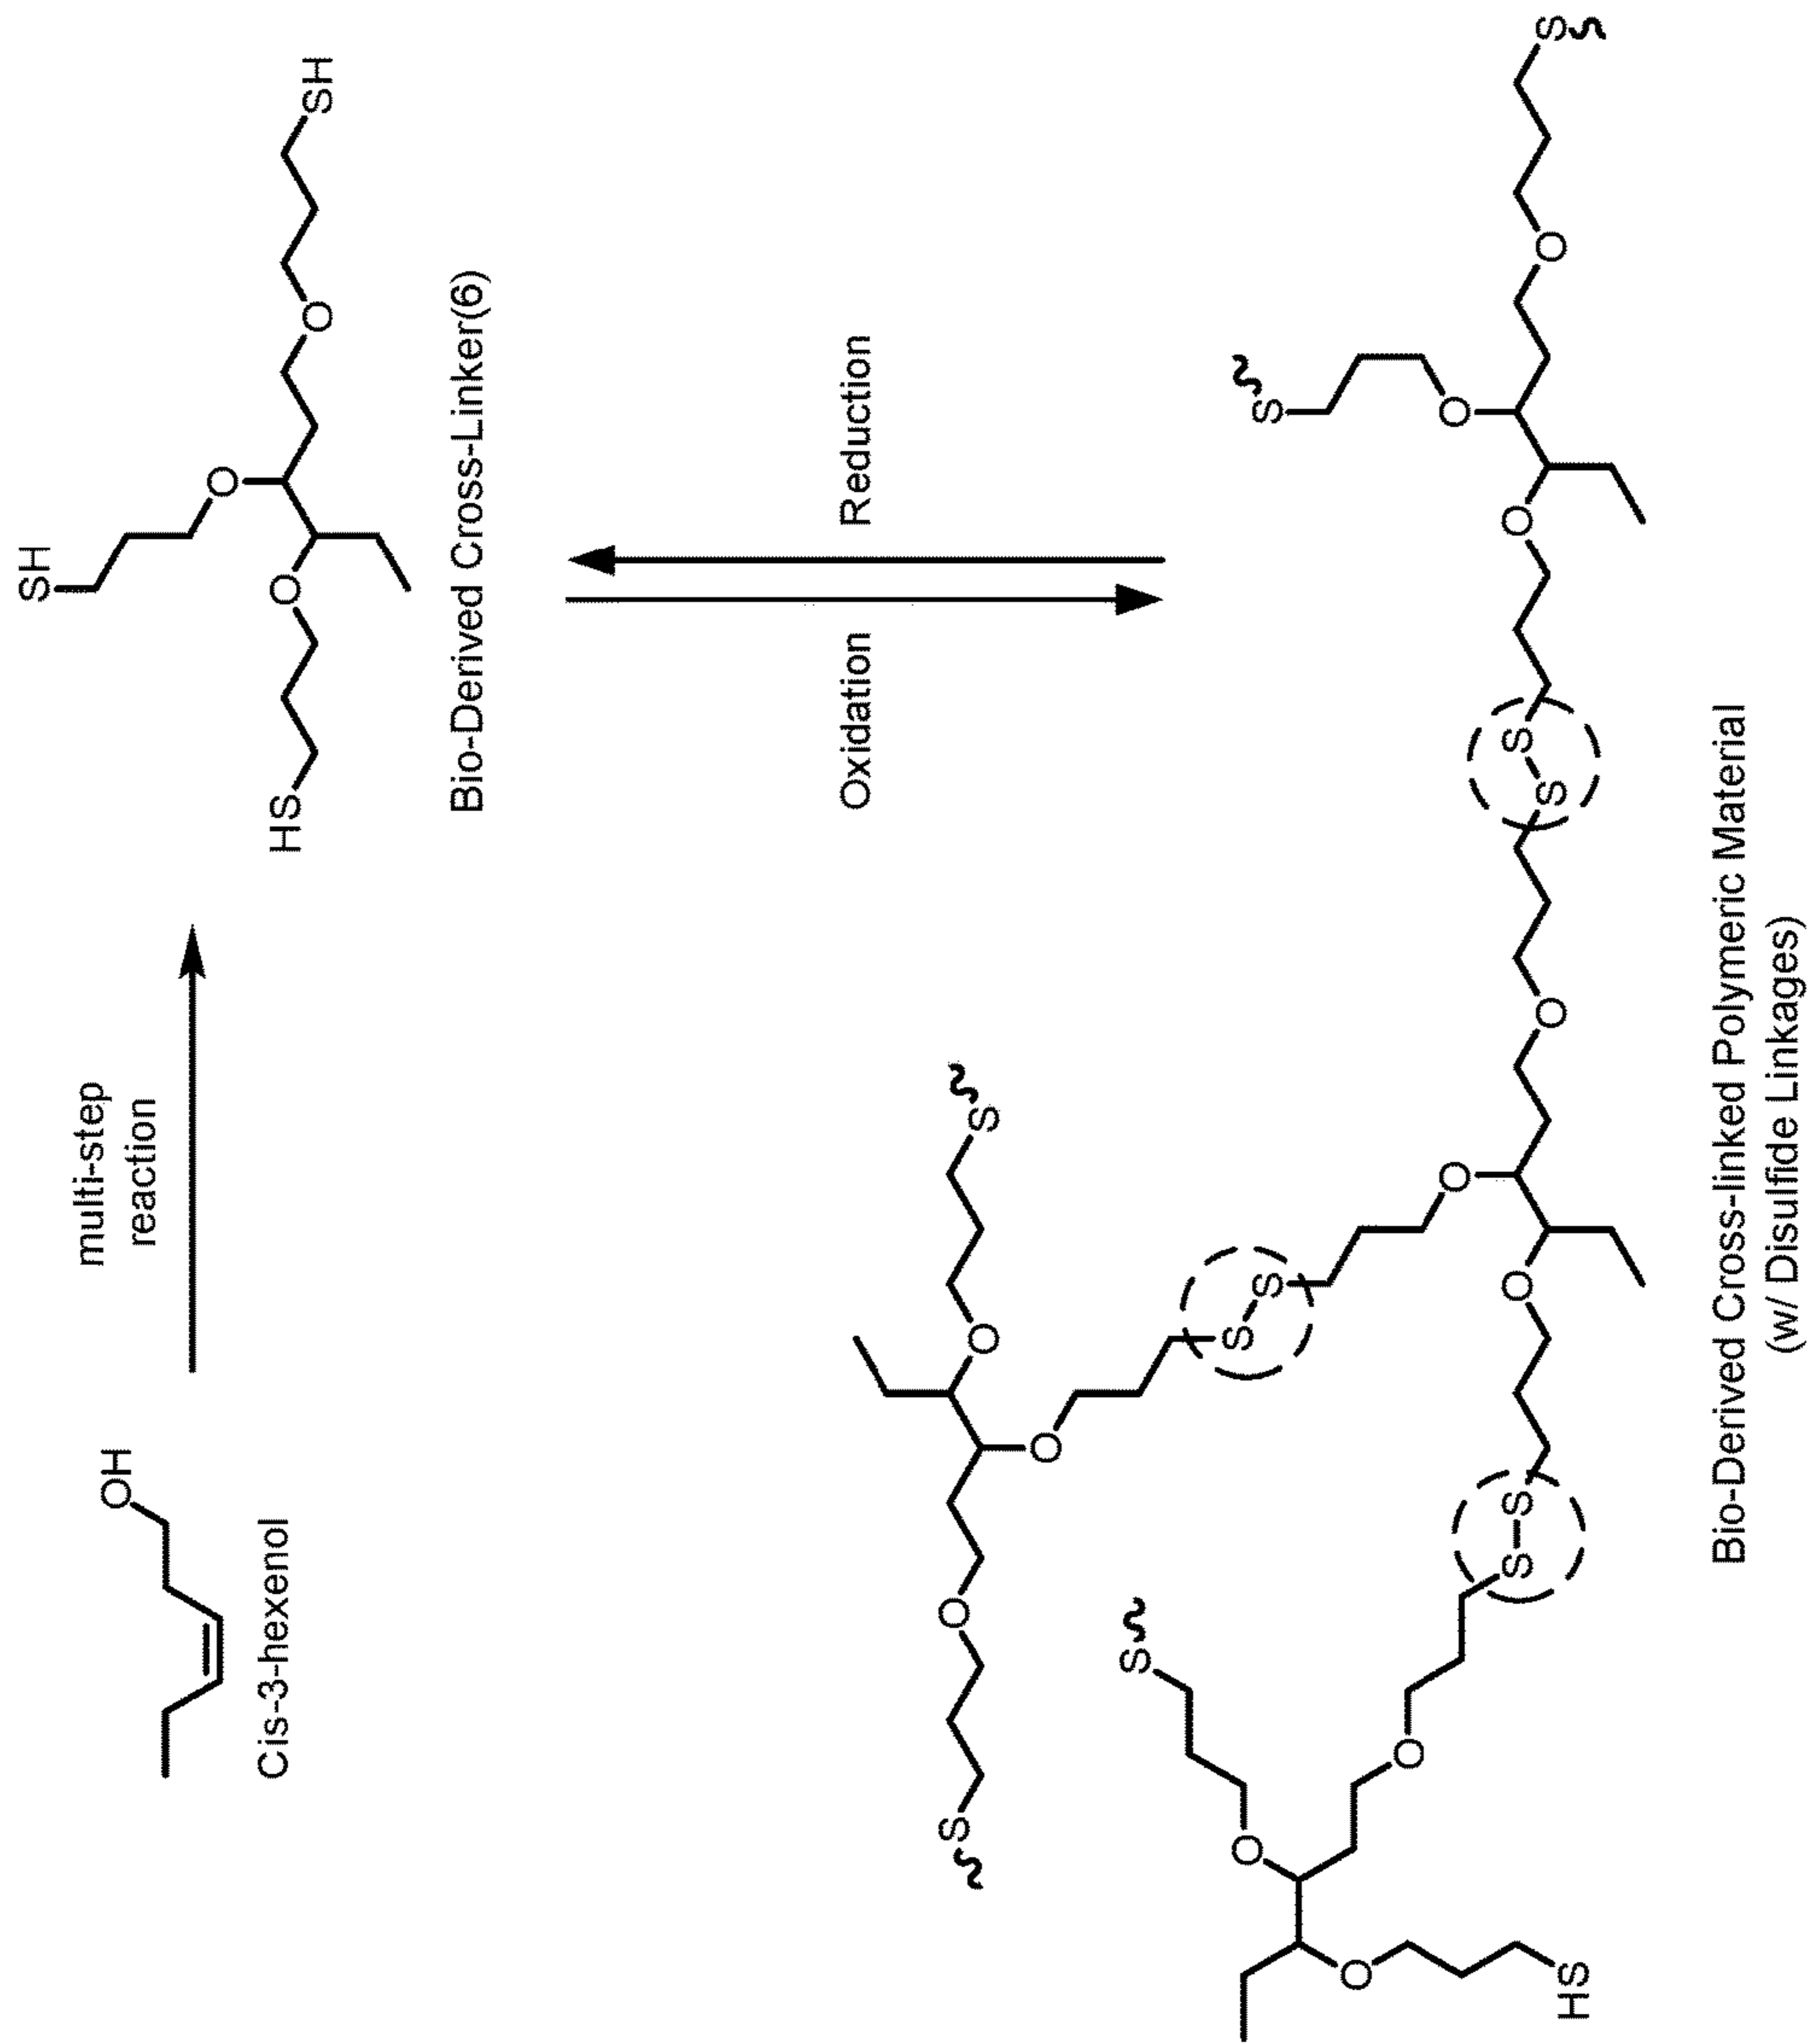 SH
multi-step
OH
reaction
O
Cis-3-hexenol
HS
O
O
SH
Bio-Derived Cross-Linker(6)
Oxidation
Reduction
S
O
O
S
O
S
S
O
S
S
O
O
O
O
S
S
O
S
O
O
S
O
S
HS
Bio-Derived Cross-linked Polymeric Material
(w/ Disulfide Linkages)